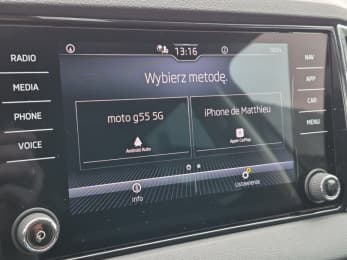 RADIO
MEDIA
PHONE
VOICE
13:16
Wybierz metodę.
moto g55 5G
Android Auto
iPhone de Matthieu
Apple CarPlay
Info
Ustawienia
NAV
APP
CAR
MENU